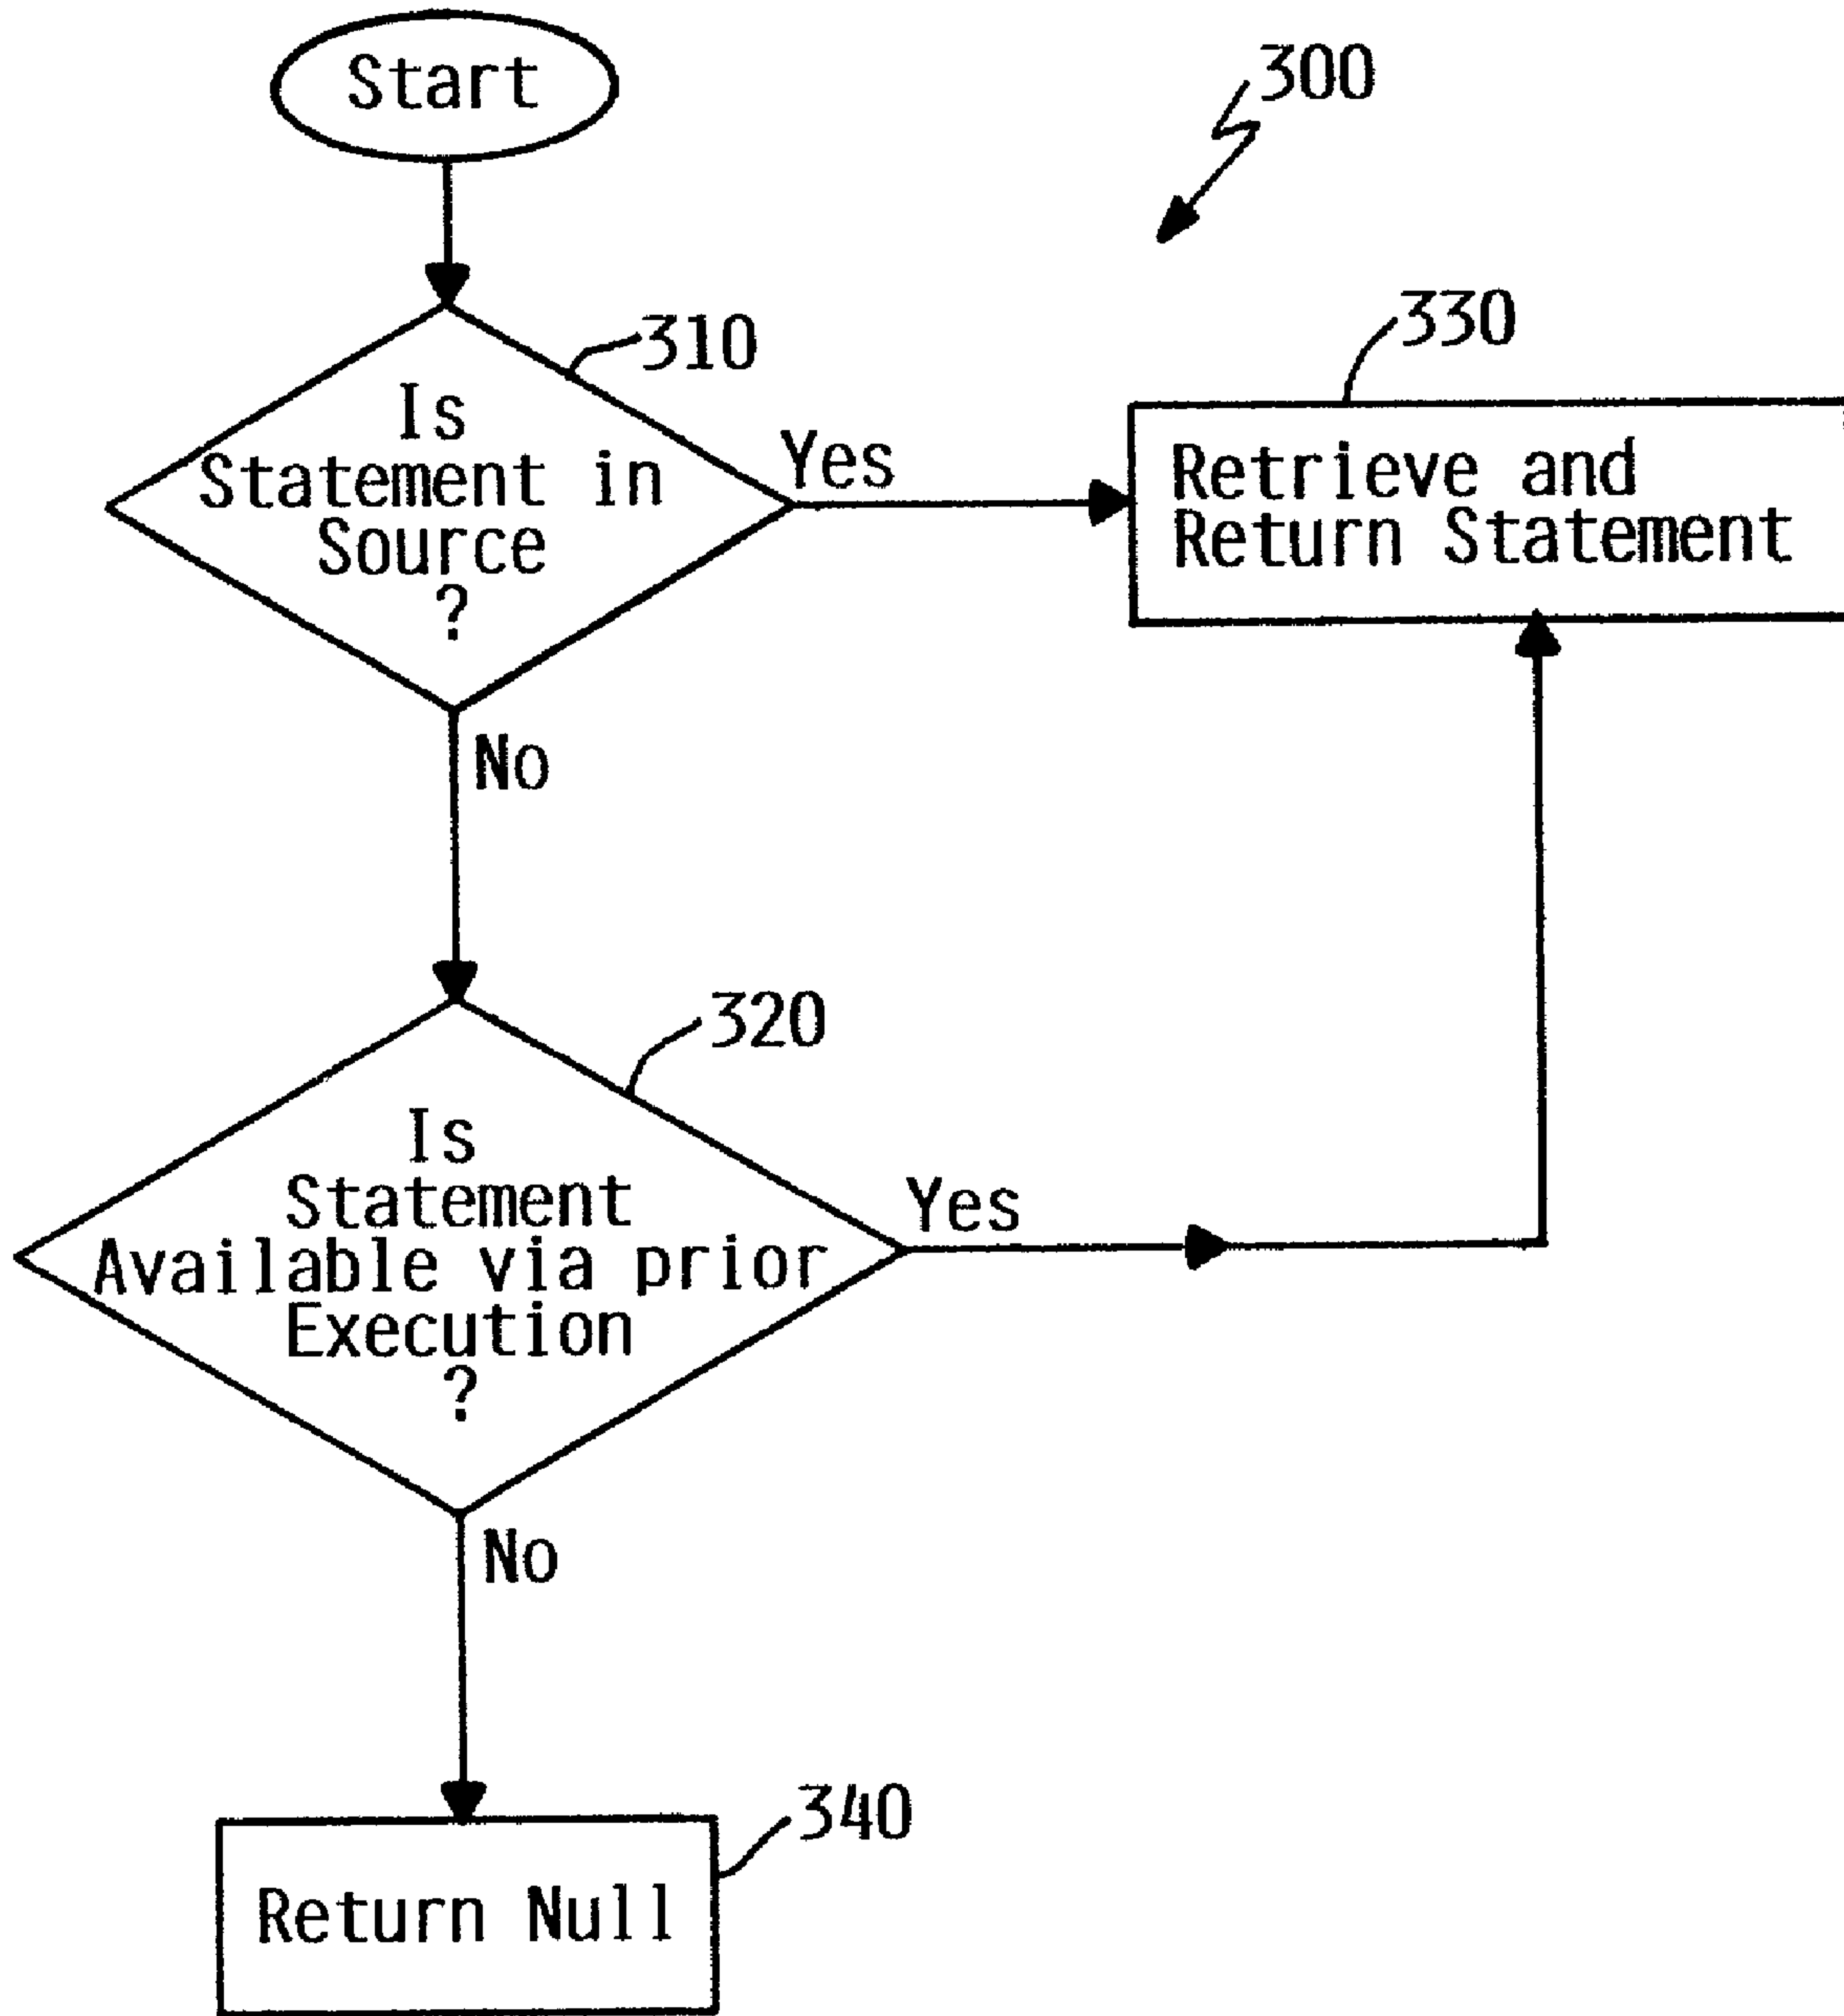 Start
300
310
Is
Statement in
Source
?
Yes
330
Retrieve and
Return Statement
No
320
Is
Statement
Available via prior
Execution
?
Yes
No
340
Return Null